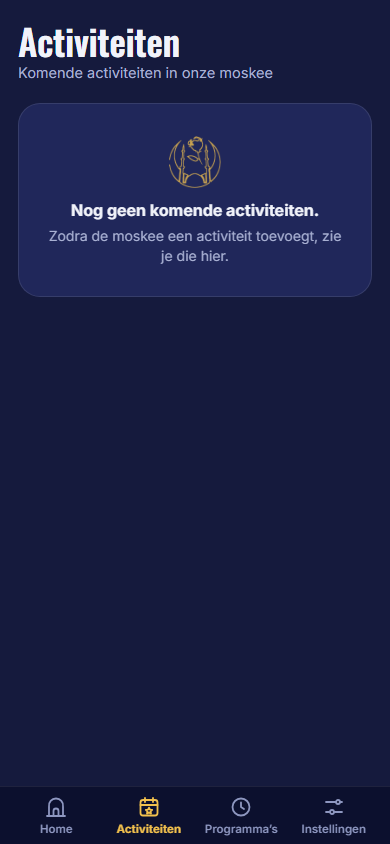 Activiteiten
Komende activiteiten in onze moskee
Nog geen komende activiteiten.
Zodra de moskee een activiteit toevoegt, zie
je die hier.
Home
Activiteiten
Programma's
Instellingen